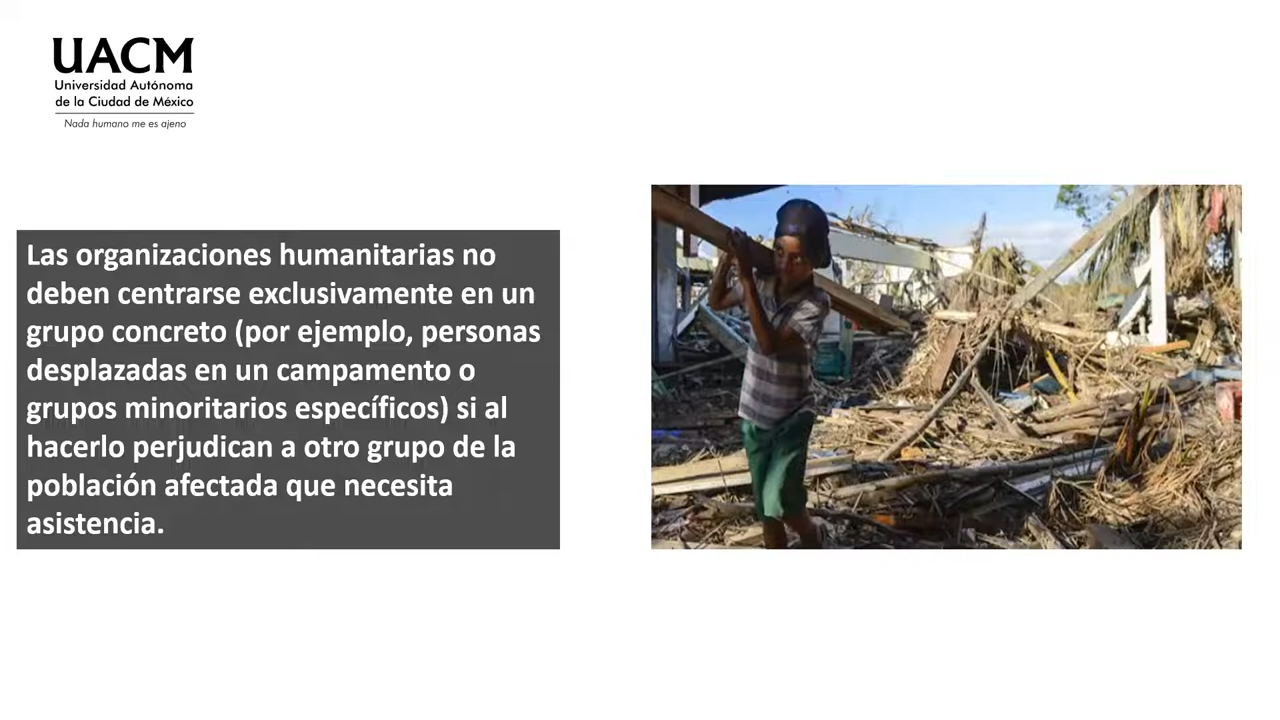 UACM
Universidad Autónoma
de la Ciudad de México
Nada humano me es ajeno
Las organizaciones humanitarias no
deben centrarse exclusivamente en un
grupo concreto (por ejemplo, personas
desplazadas en un campamento o
grupos minoritarios específicos) si al
hacerlo perjudican a otro grupo de la
población afectada que necesita
asistencia.